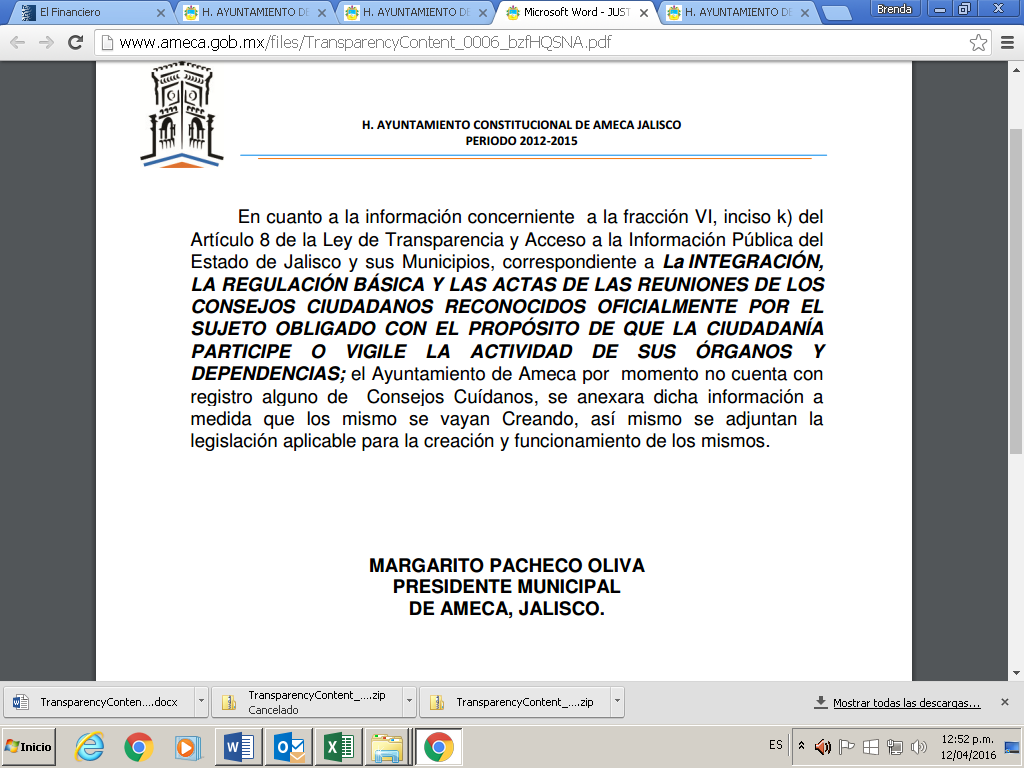 El Financiero
H. AYUNTAMIENTO DE
H. AYUNTAMIENTO DE
Microsoft Word - JUST
H. AYUNTAMIENTO DE
Brenda
www.ameca.gob.mx/files/TransparencyContent_0006_bzfHQSNA.pdf
H. AYUNTAMIENTO CONSTITUCIONAL DE AMECA JALISCO
PERIODO 2012-2015
En cuanto a la información concerniente a la fracción VI, inciso k) del
Artículo 8 de la Ley de Transparencia y Acceso a la Información Pública del
Estado de Jalisco y sus Municipios, correspondiente a La INTEGRACIÓN,
LA REGULACIÓN BÁSICA Y LAS ACTAS DE LAS REUNIONES DE LOS
CONSEJOS CIUDADANOS RECONOCIDOS OFICIALMENTE POR EL
SUJETO OBLIGADO CON EL PROPÓSITO DE QUE LA CIUDADANÍA
PARTICIPE O VIGILE LA ACTIVIDAD DE SUS ÓRGANOS Y
DEPENDENCIAS; el Ayuntamiento de Ameca por momento no cuenta con
registro alguno de Consejos Cuídanos, se anexara dicha información a
medida que los mismo se vayan Creando, así mismo se adjuntan la
legislación aplicable para la creación y funcionamiento de los mismos.
MARGARITO PACHECO OLIVA
PRESIDENTE MUNICIPAL
DE AMECA, JALISCO.
TransparencyConten....docx
TransparencyContent_....zip
Cancelado
TransparencyContent_....zip
Mostrar todas las descargas...
Inicio
ES
12:52 p.m.
12/04/2016